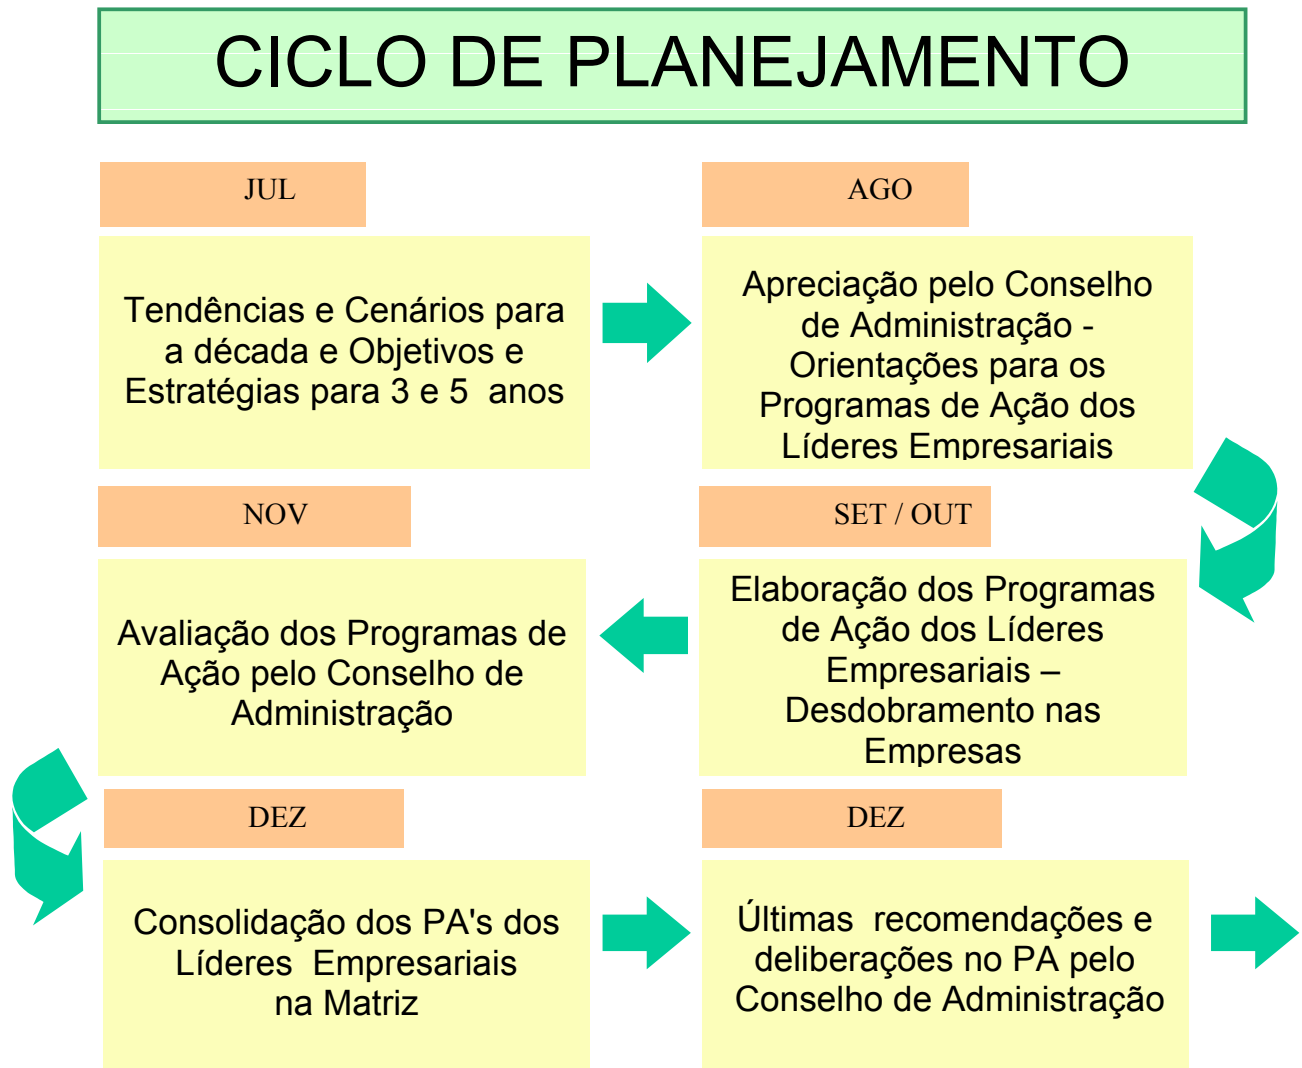 CICLO DE PLANEJAMENTO
JUL
Tendências e Cenários para
a década e Objetivos e
Estratégias para 3 e 5 anos
AGO
Apreciação pelo Conselho
de Administração -
Orientações para os
Programas de Ação dos
Líderes Empresariais
SET / OUT
Elaboração dos Programas
de Ação dos Líderes
Empresariais –
Desdobramento nas
Empresas
NOV
Avaliação dos Programas de
Ação pelo Conselho de
Administração
DEZ
Consolidação dos PA's dos
Líderes Empresariais
na Matriz
DEZ
Últimas recomendações e
deliberações no PA pelo
Conselho de Administração